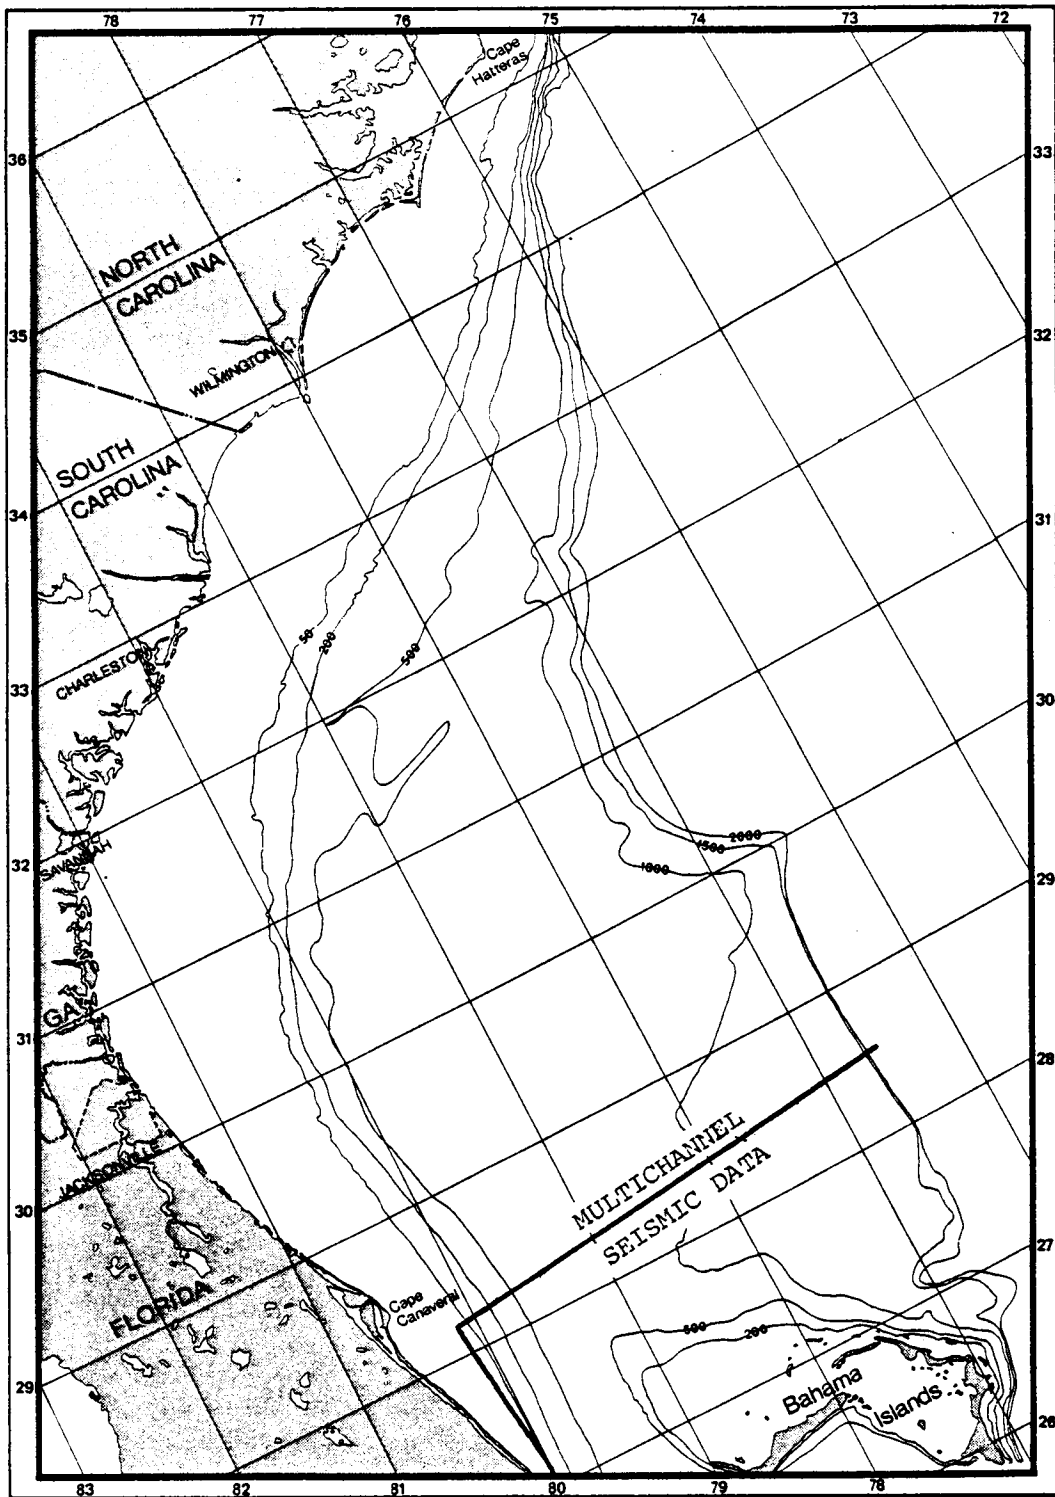 78 77 76 75 74 73 72
Cape
Hatteras
36
33
NORTH
CAROLINA
35
32
WILMINGTON
SOUTH
CAROLINA
34
31
50
200
500
CHARLESTON
33
30
2000
1500
1000
SAVANNAH
32
29
GA
31
28
MULTICHANNEL
SEISMIC DATA
JACKSONVILLE
30
27
FLORIDA
Cape
Canaveral
500
200
29
Bahama
Islands
26
83 82 81 80 79 78